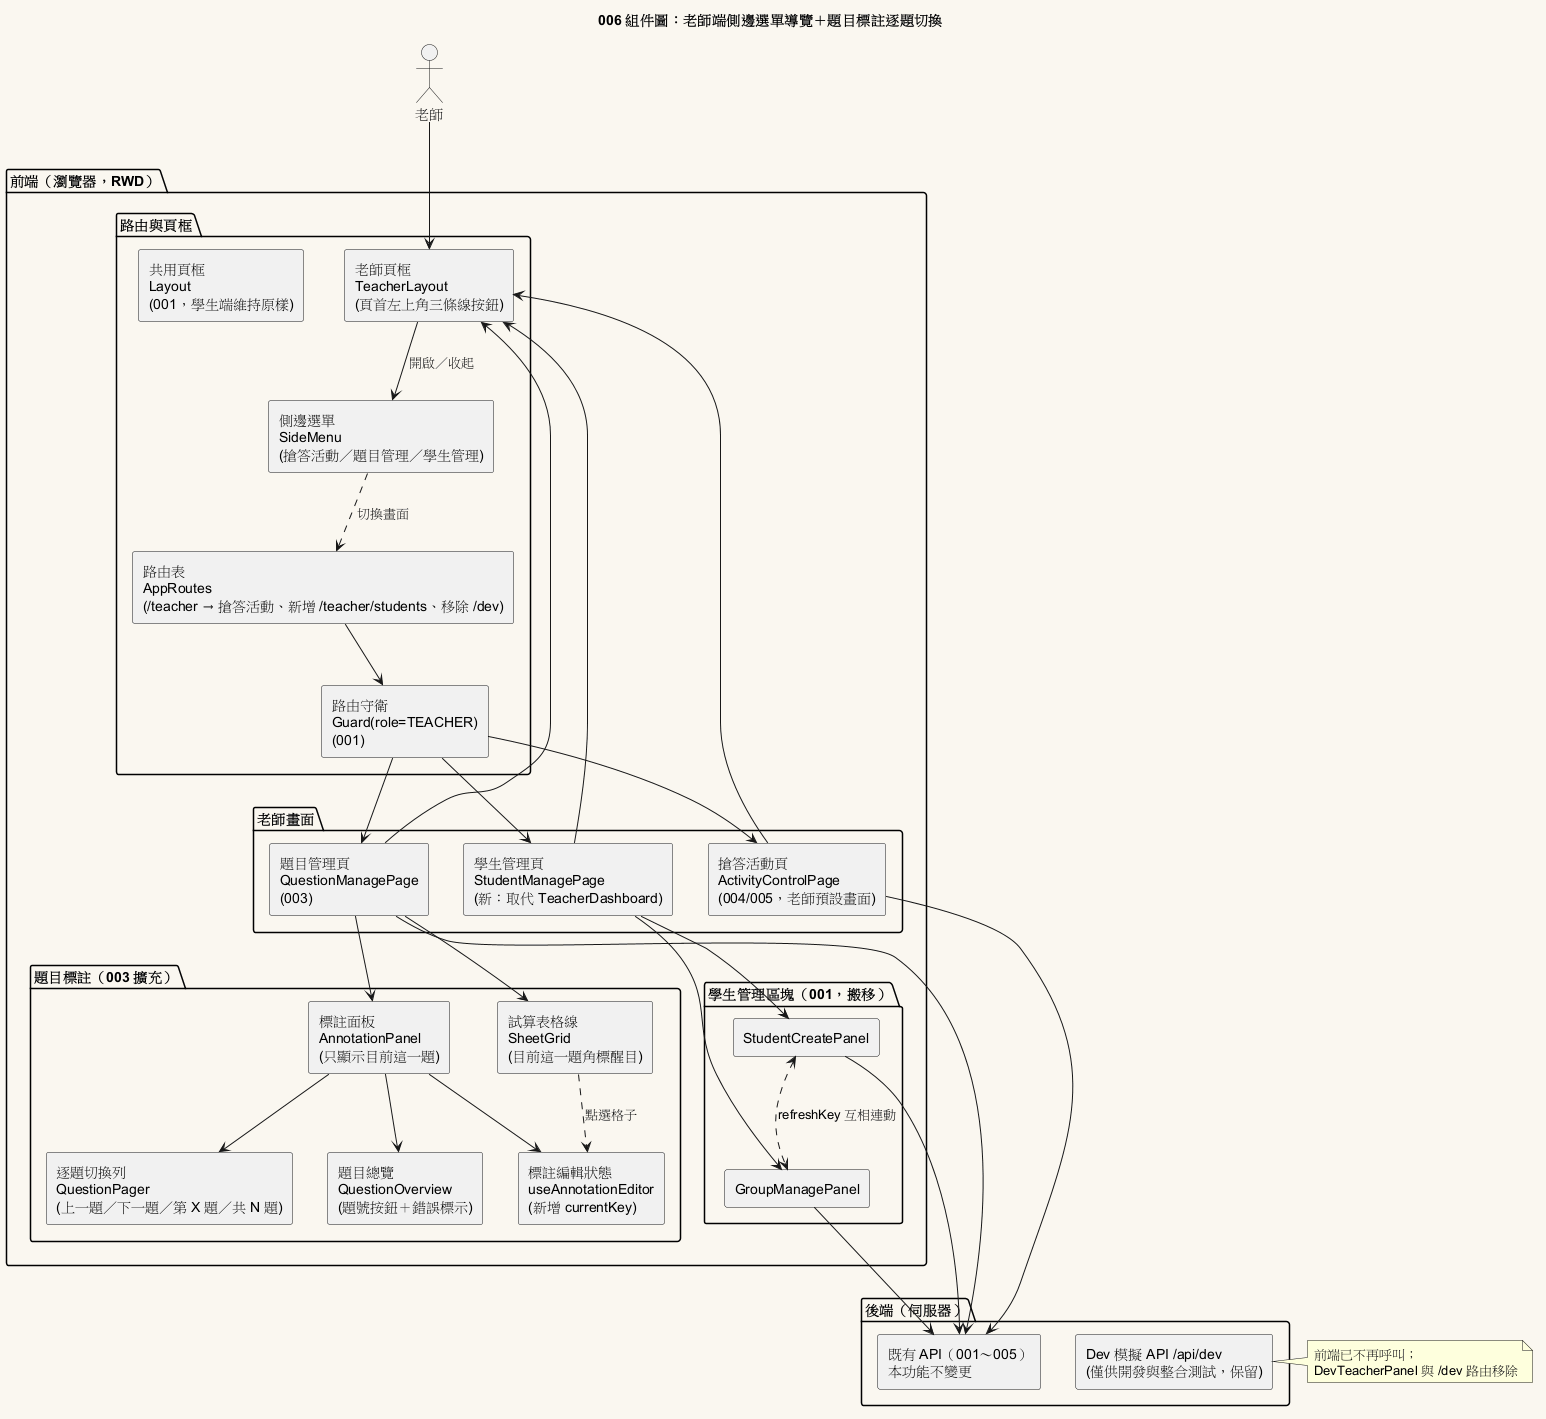 006 組件圖：老師端側邊選單導覽＋題目標註逐題切換
老師
前端（瀏覽器，RWD）
路由與頁框
共用頁框
Layout
(001，學生端維持原樣)
老師頁框
TeacherLayout
(頁首左上角三條線按鈕)
開啟／收起
側邊選單
SideMenu
(搶答活動／題目管理／學生管理)
切換畫面
路由表
AppRoutes
(/teacher → 搶答活動、新增 /teacher/students、移除 /dev)
路由守衛
Guard(role=TEACHER)
(001)
老師畫面
題目管理頁
QuestionManagePage
(003)
學生管理頁
StudentManagePage
(新：取代 TeacherDashboard)
搶答活動頁
ActivityControlPage
(004/005，老師預設畫面)
題目標註（003 擴充）
標註面板
AnnotationPanel
(只顯示目前這一題)
試算表格線
SheetGrid
(目前這一題角標醒目)
點選格子
逐題切換列
QuestionPager
(上一題／下一題／第 X 題／共 N 題)
題目總覽
QuestionOverview
(題號按鈕＋錯誤標示)
標註編輯狀態
useAnnotationEditor
(新增 currentKey)
學生管理區塊（001，搬移）
StudentCreatePanel
refreshKey 互相連動
GroupManagePanel
後端（伺服器）
既有 API（001～005）
本功能不變更
Dev 模擬 API /api/dev
(僅供開發與整合測試，保留)
前端已不再呼叫；
DevTeacherPanel 與 /dev 路由移除